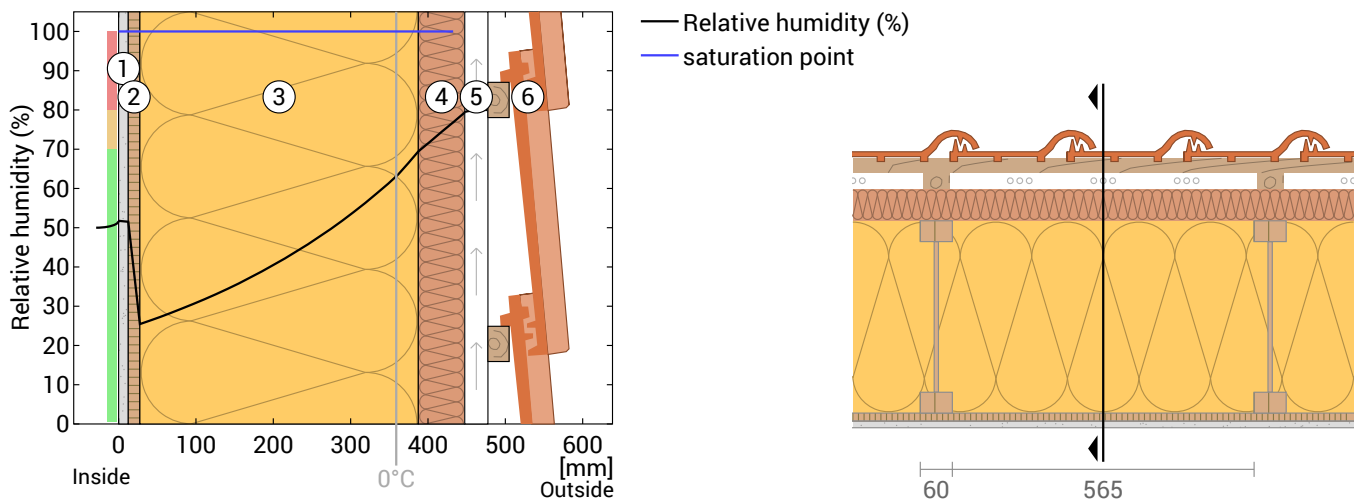 Relative humidity (%)
saturation point
Relative humidity (%)
100
90
80
70
60
50
40
30
20
10
0
1
2
3
4
5
6
0 100 200 300 400 500 600
[mm]
Inside
0°C
Outside
60 565